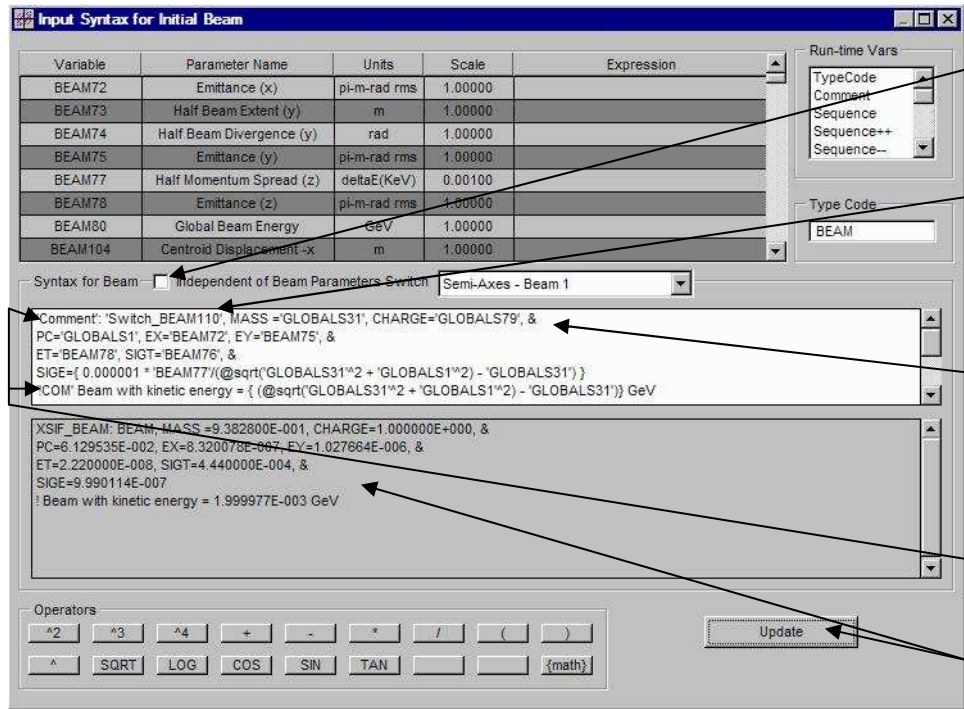 Input Syntax for Initial Beam
Variable Parameter Name Units Scale Expression
BEAM72 Emittance (x) pi-m-rad rms 1.00000
BEAM73 Half Beam Extent (y) m 1.00000
BEAM74 Half Beam Divergence (y) rad 1.00000
BEAM75 Emittance (y) pi-m-rad rms 1.00000
BEAM77 Half Momentum Spread (z) deltaE(KeV) 0.00100
BEAM78 Emittance (z) pi-m-rad rms 1.00000
BEAM80 Global Beam Energy GeV 1.00000
BEAM104 Centroid Displacement -x m 1.00000
Run-time Vars
TypeCode
Comment
Sequence
Sequence++
Sequence--
Type Code
BEAM
Syntax for Beam Independent of Beam Parameters Switch Semi-Axes - Beam 1
'Comment': 'Switch_BEAM110', MASS ='GLOBALS31', CHARGE='GLOBALS79', &
PC='GLOBALS1', EX='BEAM72', EY='BEAM75', &
ET='BEAM78', SIGT='BEAM76', &
SIGE={ 0.000001 * 'BEAM77'/(@sqrt('GLOBALS31'^2 + 'GLOBALS1'^2) - 'GLOBALS31') }
'!COM' Beam with kinetic energy = { (@sqrt('GLOBALS31'^2 + 'GLOBALS1'^2) - 'GLOBALS31')} GeV
XSIF_BEAM: BEAM, MASS =9.382800E-001, CHARGE=1.000000E+000, &
PC=6.129535E-002, EX=8.320078E-007, EY=1.027664E-006, &
ET=2.220000E-008, SIGT=4.440000E-004, &
SIGE=9.990114E-007
! Beam with kinetic energy = 1.999977E-003 GeV
Operators
^2 ^3 ^4 + - * / ( )
^ SQRT LOG COS SIN TAN {math}
Update